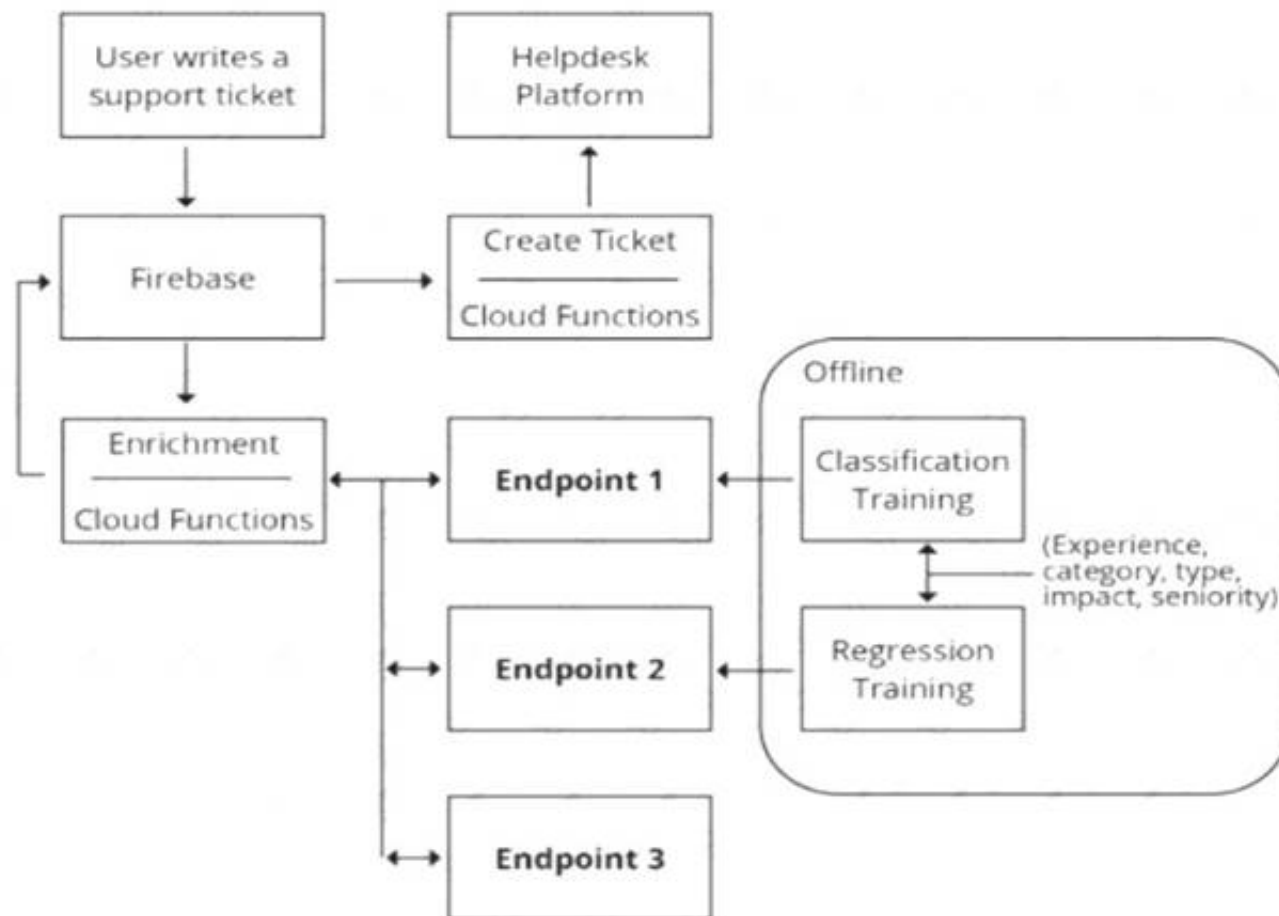 User writes a
support ticket
Helpdesk
Platform
Firebase
Create Ticket
Cloud Functions
Enrichment
Cloud Functions
Endpoint 1
Endpoint 2
Endpoint 3
Offline
Classification
Training
(Experience,
category, type,
impact, seniority)
Regression
Training